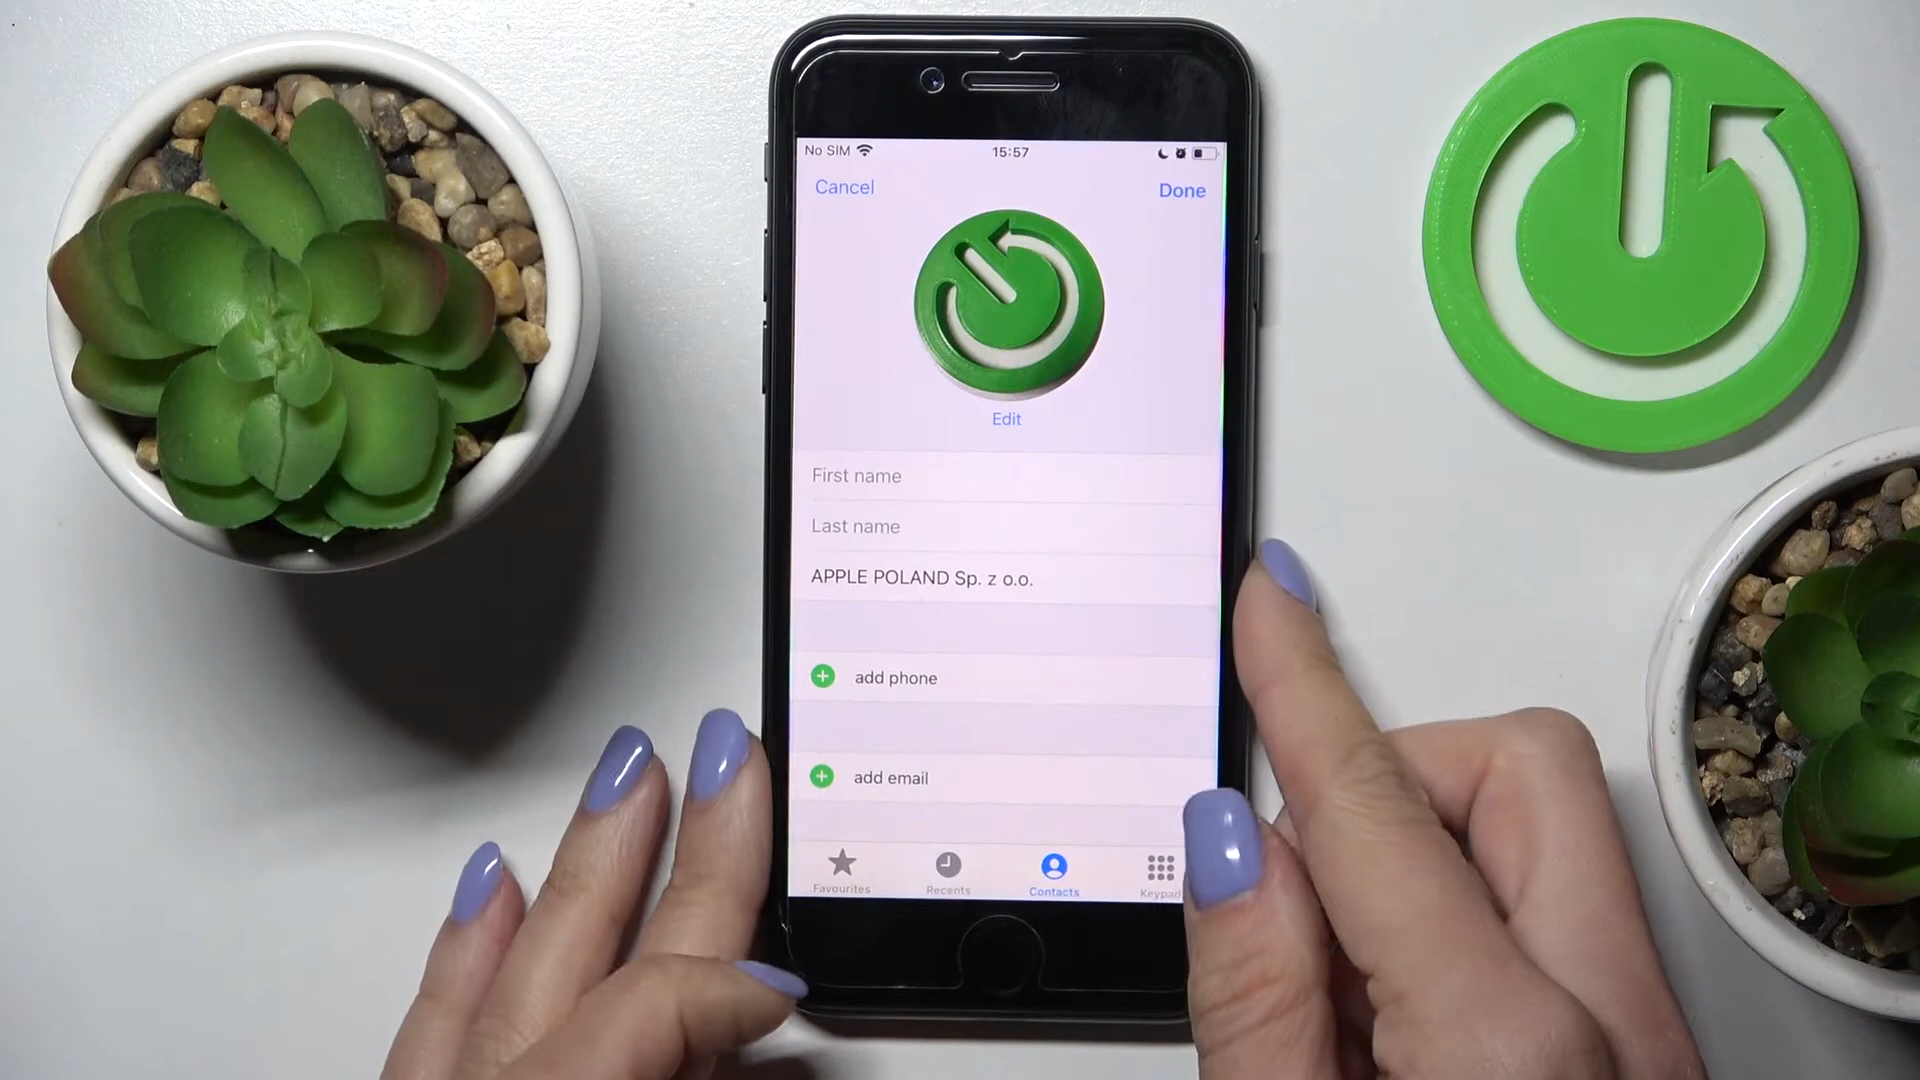 No SIM 15:57
Cancel Done
Edit
First name
Last name
APPLE POLAND Sp. z o.o.
add phone
add email
Favourites Recents Contacts Keypad